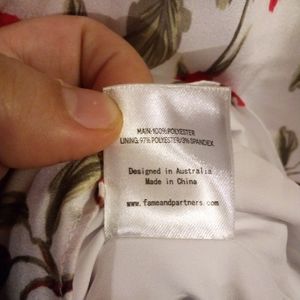 MAIN:100%POLYESTER
LINING:97%POLYESTER/3%SPANDEX
Designed in Australia
Made in China
www.fameandpartners.com